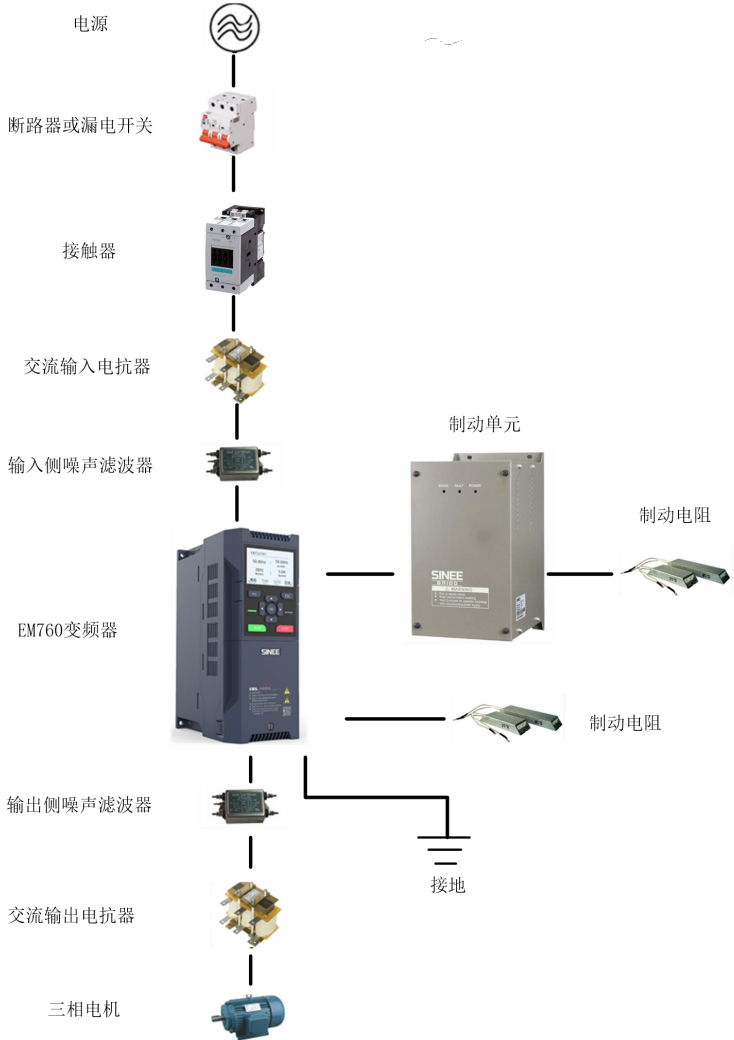 电源
断路器或漏电开关
接触器
交流输入电抗器
输入侧噪声滤波器
制动单元
SINEE
BR100
WARNING
制动电阻
EM760变频器
SINEE
制动电阻
输出侧噪声滤波器
接地
交流输出电抗器
三相电机